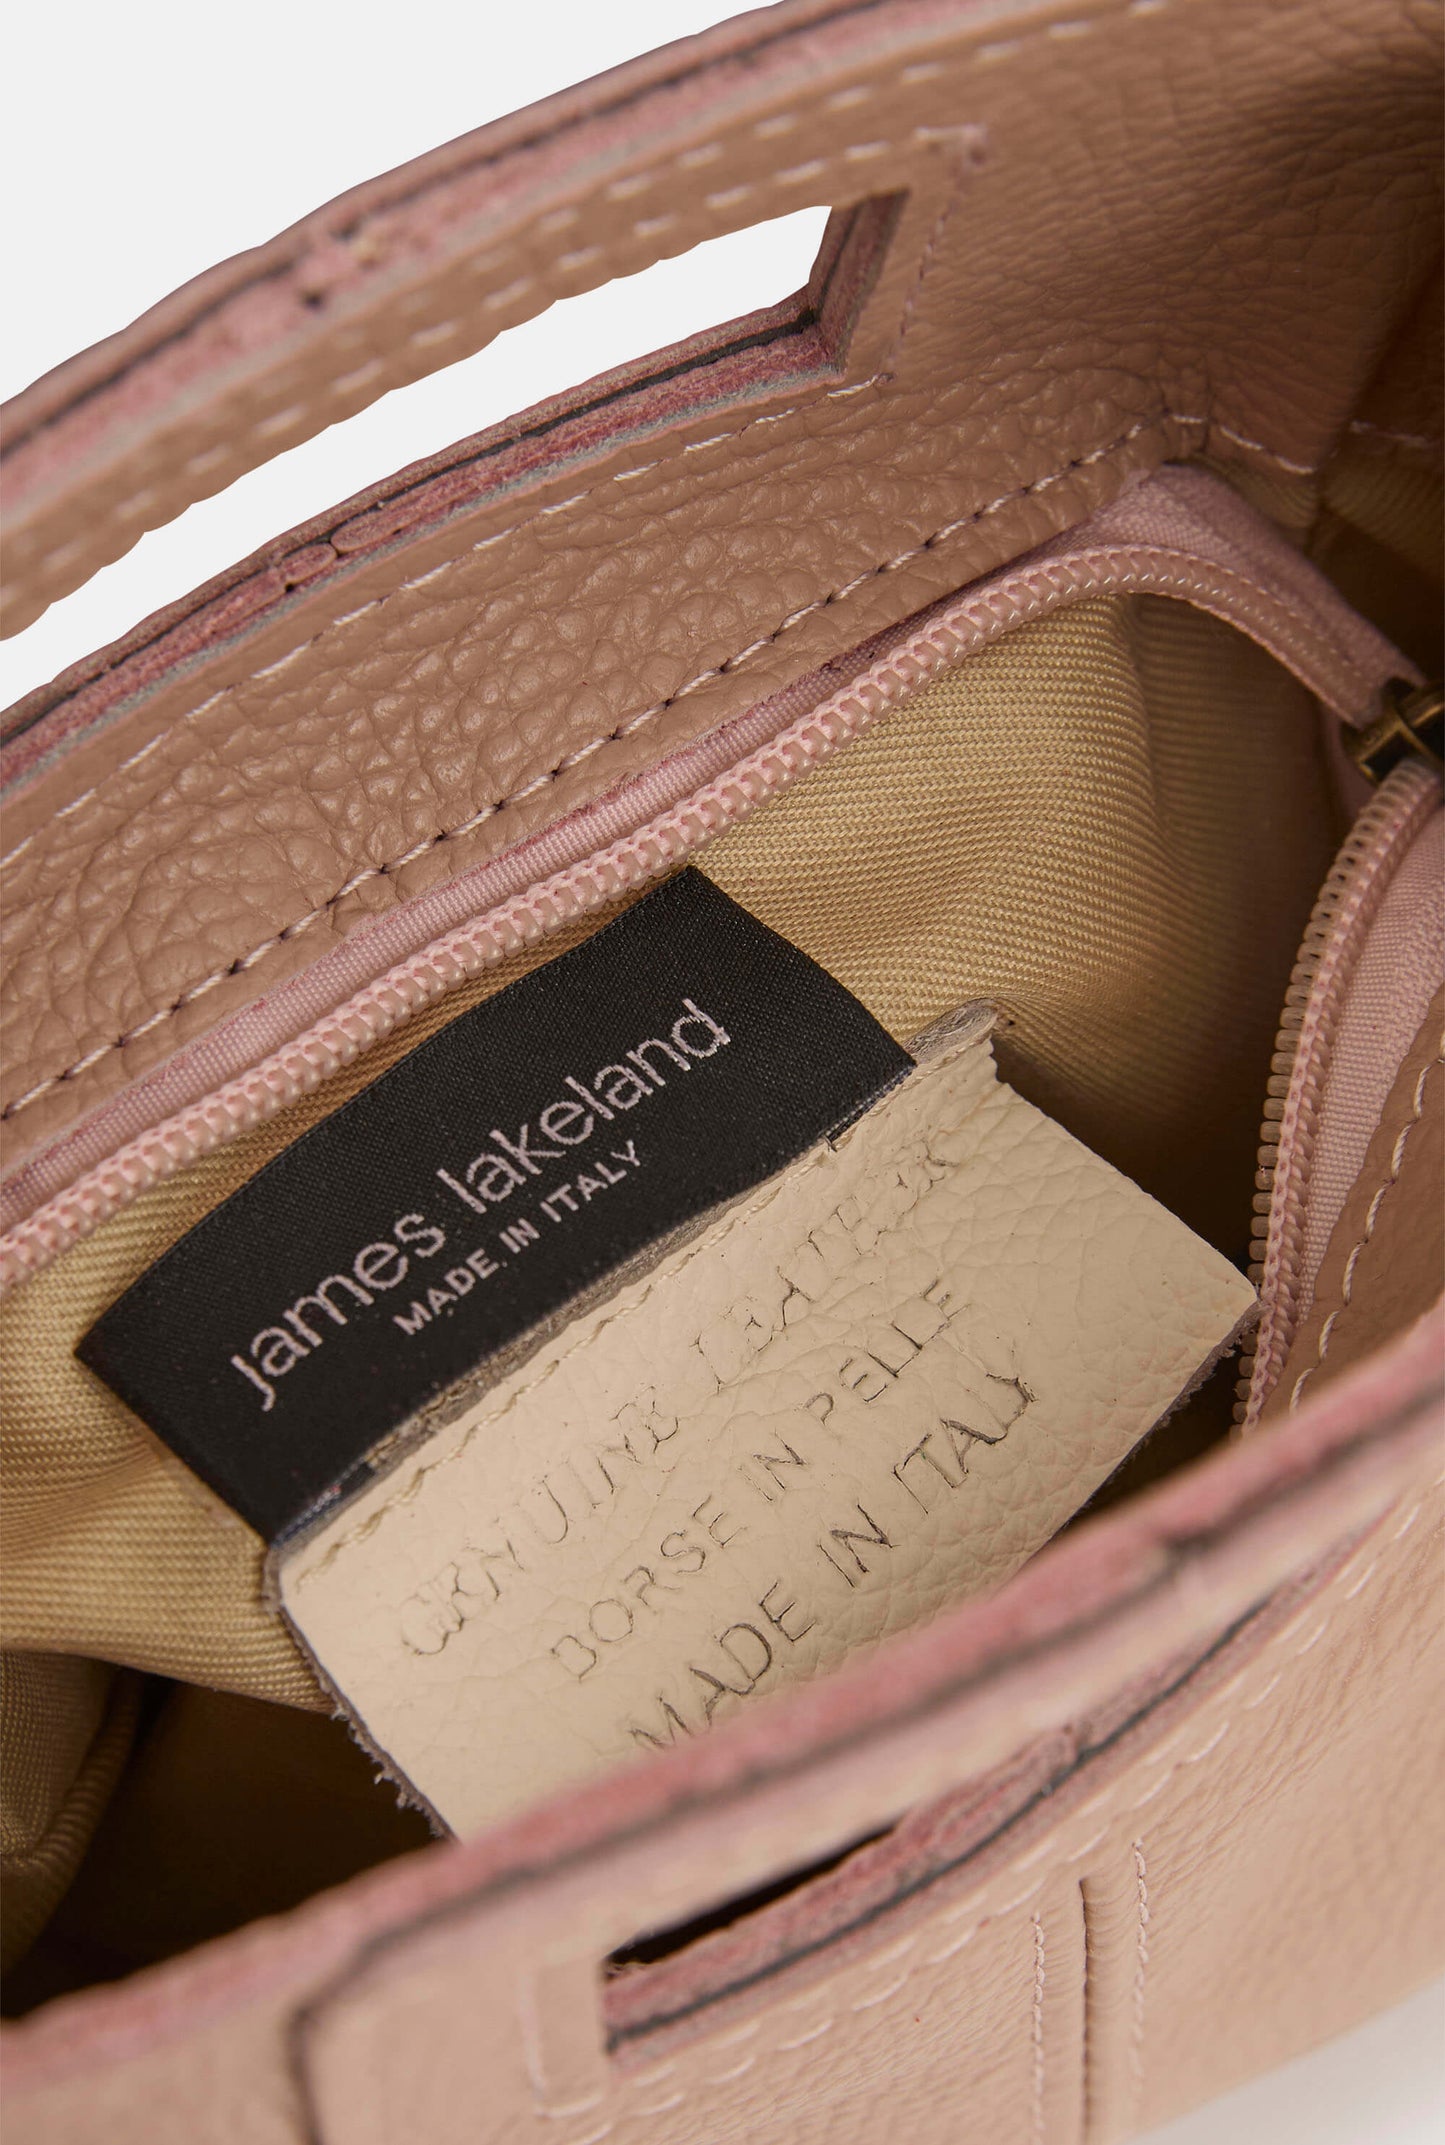 james lakeland
MADE IN ITALY
GENUINE LEATHER
BORSE IN PELLE
MADE IN ITALY